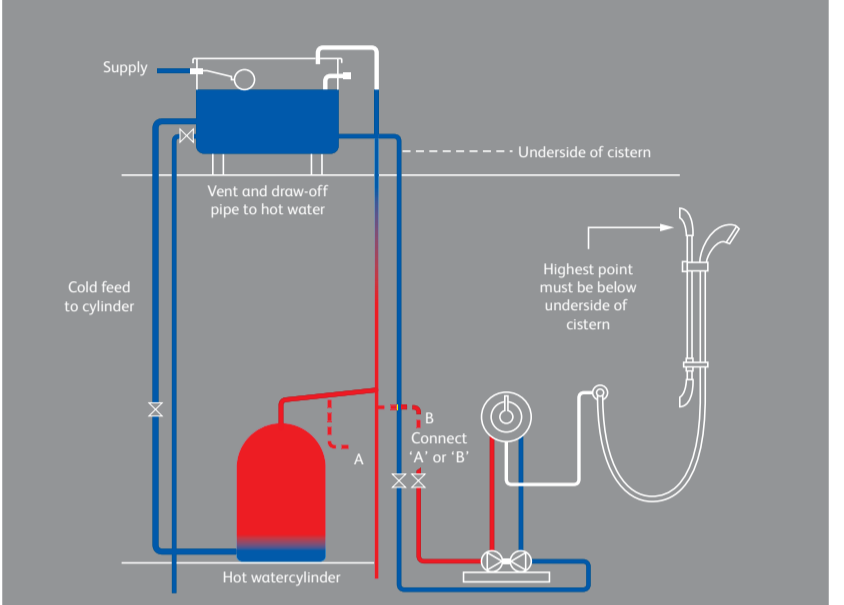 Supply
Underside of cistern
Vent and draw-off
pipe to hot water
Highest point
must be below
underside of
cistern
Cold feed
to cylinder
B
Connect
'A' or 'B'
A
Hot watercylinder